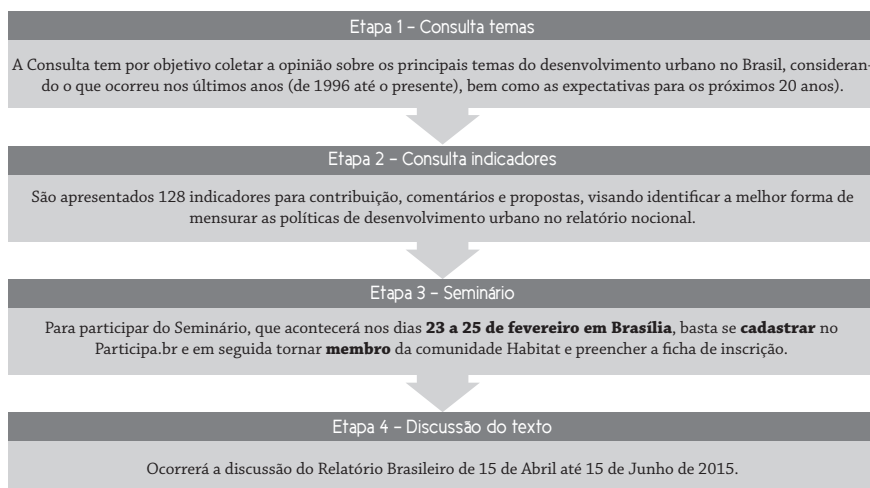 Etapa 1 – Consulta temas
A Consulta tem por objetivo coletar a opinião sobre os principais temas do desenvolvimento urbano no Brasil, consideran-
do o que ocorreu nos últimos anos (de 1996 até o presente), bem como as expectativas para os próximos 20 anos).
Etapa 2 – Consulta indicadores
São apresentados 128 indicadores para contribuição, comentários e propostas, visando identificar a melhor forma de
mensurar as políticas de desenvolvimento urbano no relatório nocional.
Etapa 3 – Seminário
Para participar do Seminário, que acontecerá nos dias 23 a 25 de fevereiro em Brasília, basta se cadastrar no
Participa.br e em seguida tornar membro da comunidade Habitat e preencher a ficha de inscrição.
Etapa 4 – Discussão do texto
Ocorrerá a discussão do Relatório Brasileiro de 15 de Abril até 15 de Junho de 2015.